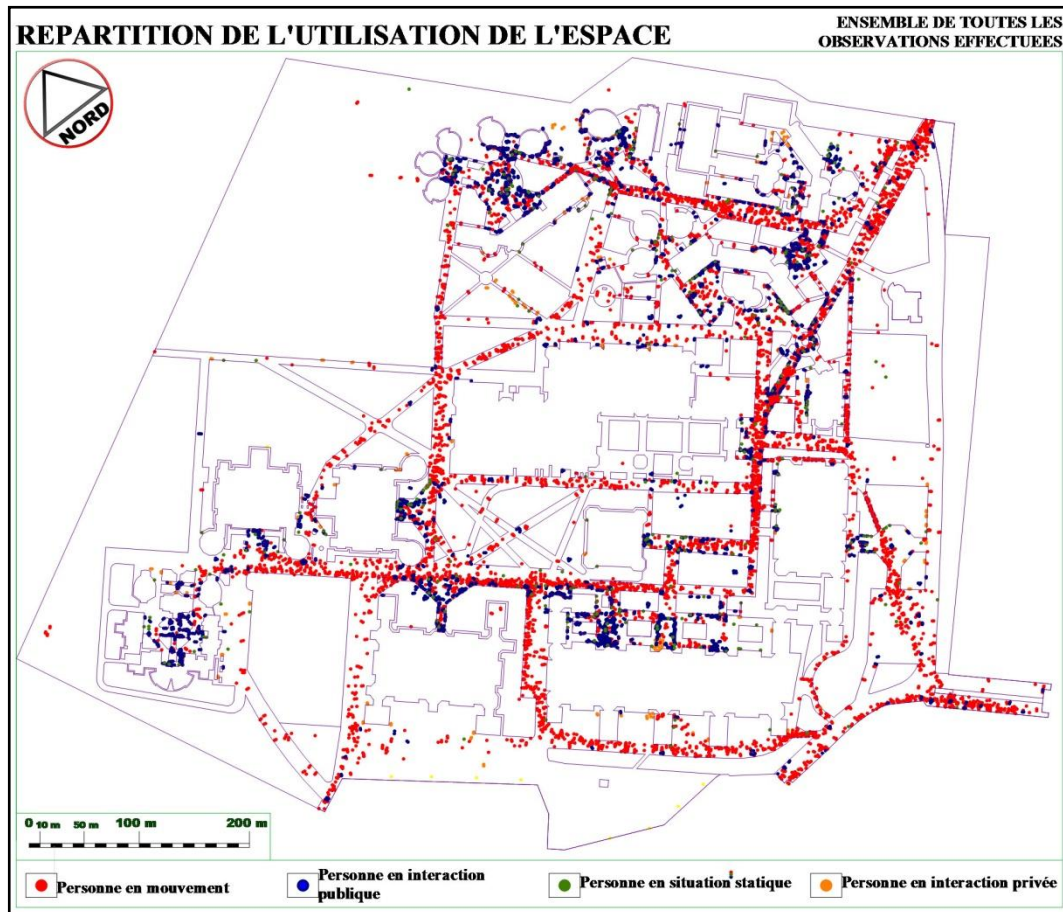 REPARTITION DE L'UTILISATION DE L'ESPACE
ENSEMBLE DE TOUTES LES
OBSERVATIONS EFFECTUEES
NORD
0 10 m 50 m 100 m 200 m
Personne en mouvement
Personne en interaction
publique
Personne en situation statique
Personne en interaction privée